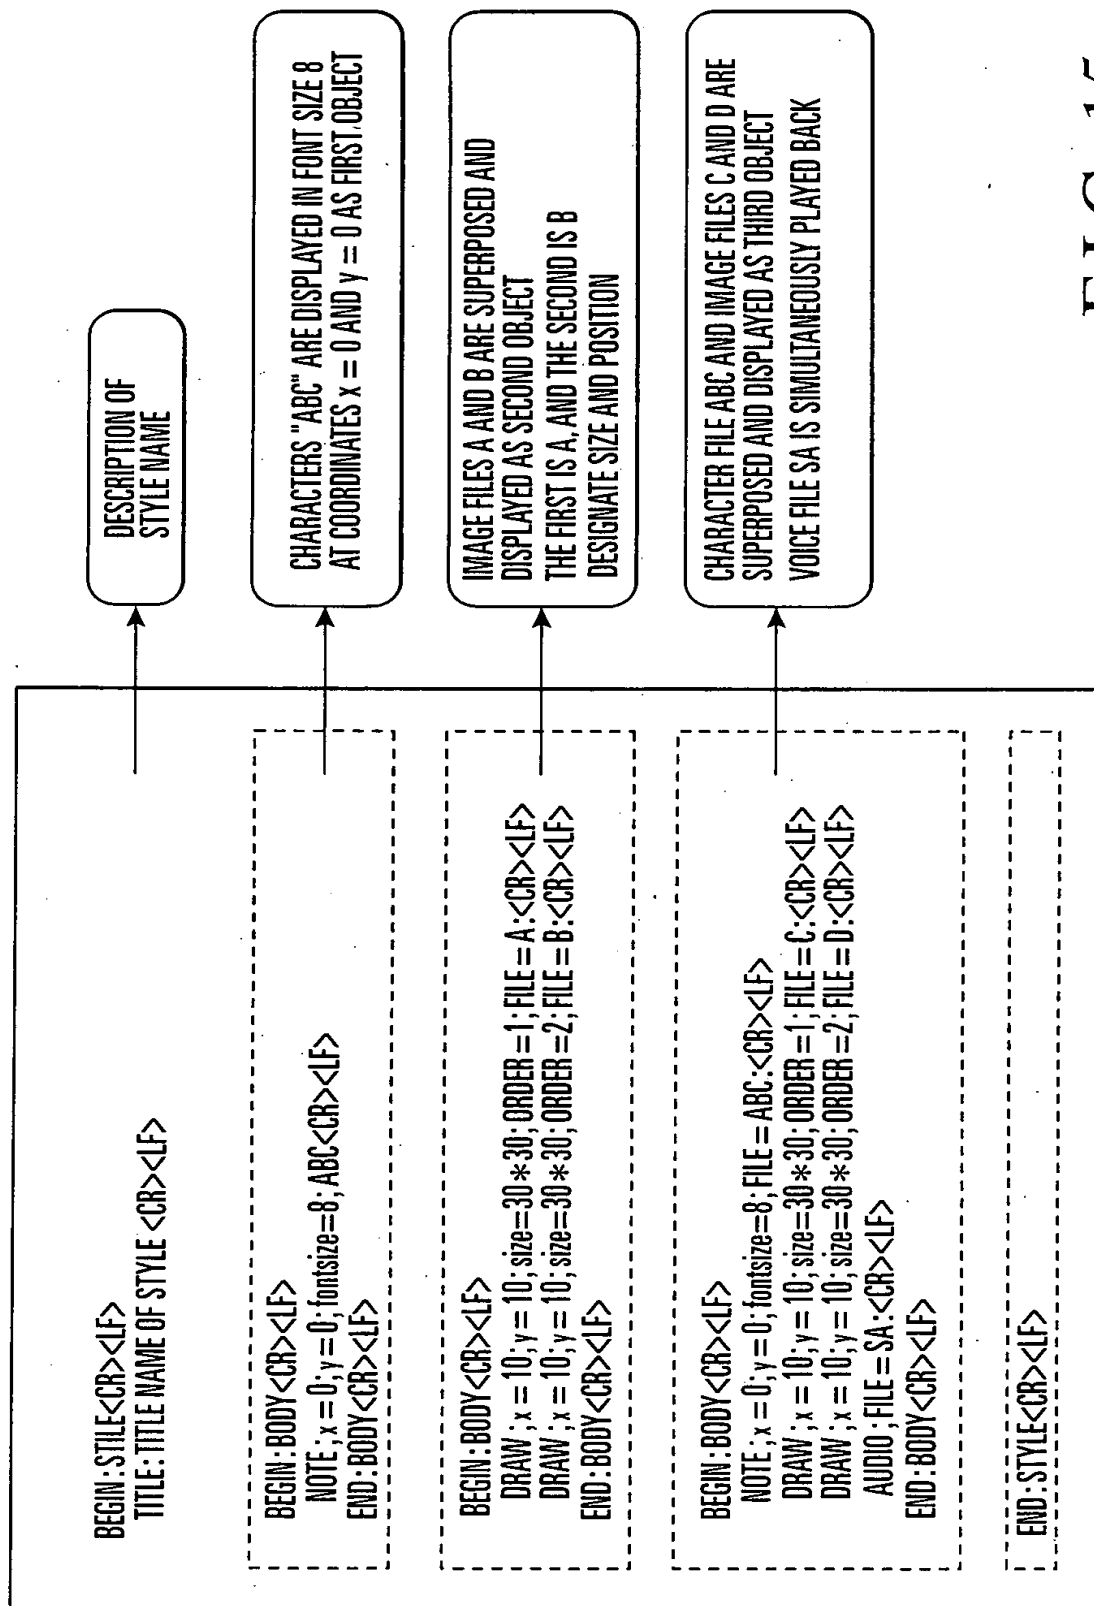 BEGIN:STILE<CR><LF>
TITLE: TITLE NAME OF STYLE <CR><LF>
DESCRIPTION OF
STYLE NAME
BEGIN:BODY<CR><LF>
NOTE;x=0;y=0;fontsize=8;ABC<CR><LF>
END:BODY<CR><LF>
CHARACTERS "ABC" ARE DISPLAYED IN FONT SIZE 8
AT COORDINATES x = 0 AND y = 0 AS FIRST OBJECT
BEGIN:BODY<CR><LF>
DRAW;x=10;y=10;size=30*30;ORDER=1;FILE=A:<CR><LF>
DRAW;x=10;y=10;size=30*30;ORDER=2;FILE=B:<CR><LF>
END:BODY<CR><LF>
IMAGE FILES A AND B ARE SUPERPOSED AND
DISPLAYED AS SECOND OBJECT
THE FIRST IS A, AND THE SECOND IS B
DESIGNATE SIZE AND POSITION
BEGIN:BODY<CR><LF>
NOTE;x=0;y=0;fontsize=8;FILE=ABC:<CR><LF>
DRAW;x=10;y=10;size=30*30;ORDER=1;FILE=C:<CR><LF>
DRAW;x=10;y=10;size=30*30;ORDER=2;FILE=D:<CR><LF>
AUDIO;FILE=SA:<CR><LF>
END:BODY<CR><LF>
CHARACTER FILE ABC AND IMAGE FILES C AND D ARE
SUPERPOSED AND DISPLAYED AS THIRD OBJECT
VOICE FILE SA IS SIMULTANEOUSLY PLAYED BACK
END:STYLE<CR><LF>